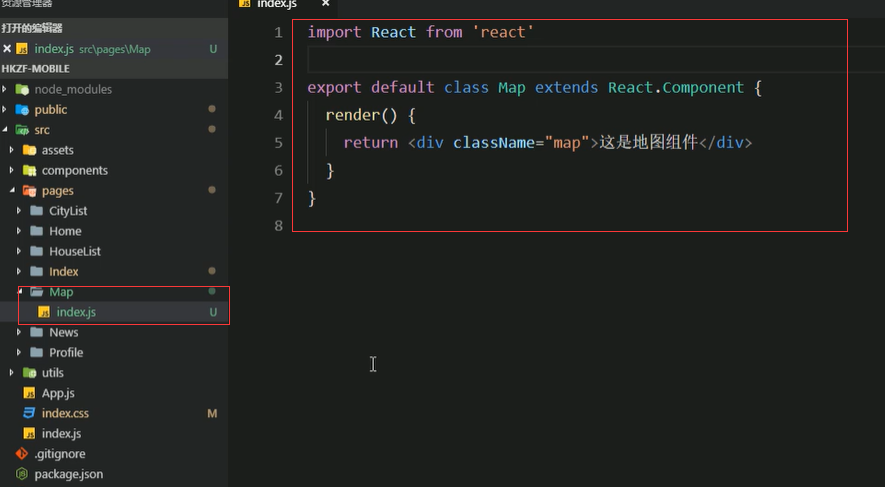 资源管理器
打开的编辑器
index.js src\pages\Map U
HKZF-MOBILE
node_modules
public
src
assets
components
pages
CityList
Home
HouseList
Index
Map
index.js U
News
Profile
utils
App.js
index.css M
index.js
.gitignore
package.json
index.js
1 import React from 'react'
2
3 export default class Map extends React.Component {
4 render() {
5 return <div className="map">这是地图组件</div>
6 }
7 }
8